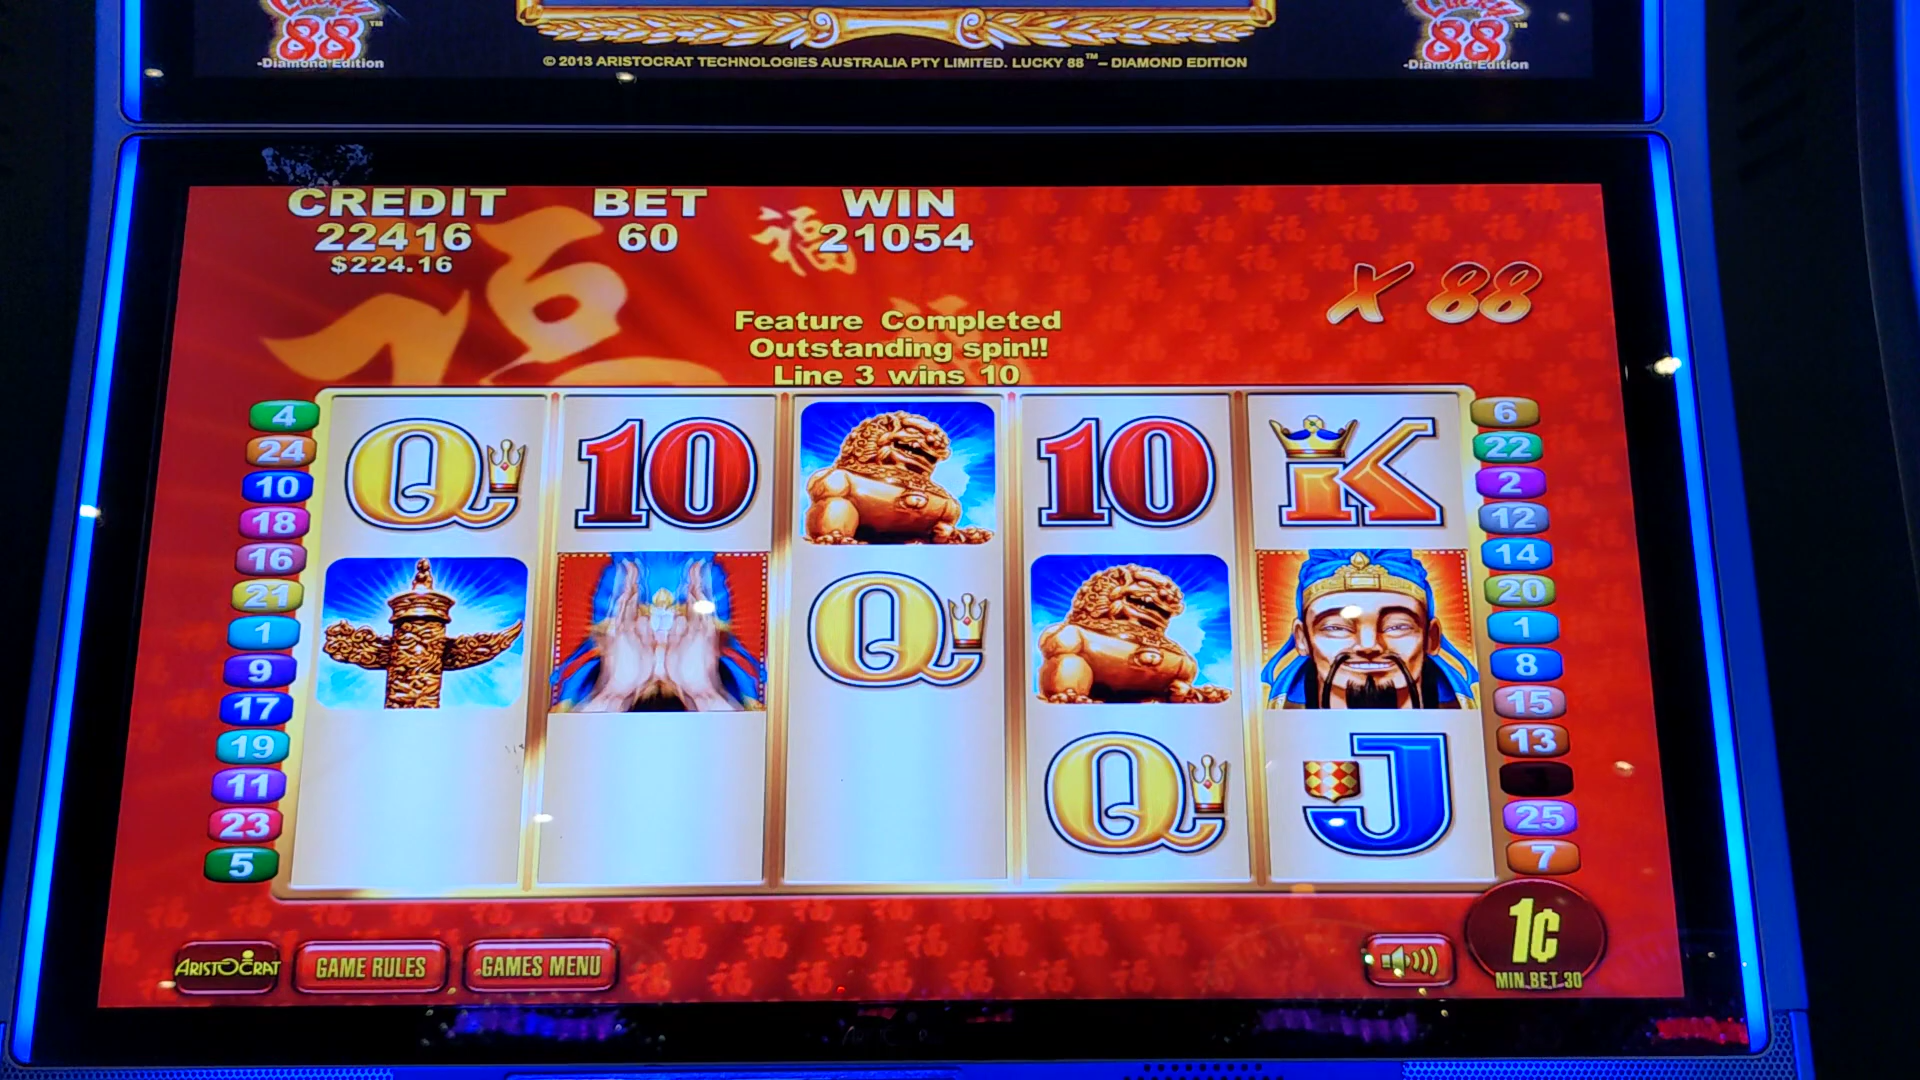 Lucky
88™
-Diamond Edition
© 2013 ARISTOCRAT TECHNOLOGIES AUSTRALIA PTY LIMITED. LUCKY 88™ – DIAMOND EDITION
Lucky
88™
-Diamond Edition
CREDIT
22416
$224.16
BET
60
WIN
21054
福
X 88
Feature Completed
Outstanding spin!!
Line 3 wins 10
4
24
10
18
16
21
1
9
17
19
11
23
5
Q 10 10 K
Q
Q J
6
22
2
12
14
20
1
8
15
13
25
7
ARISTOCRAT
GAME RULES
GAMES MENU
1¢
MIN BET 30